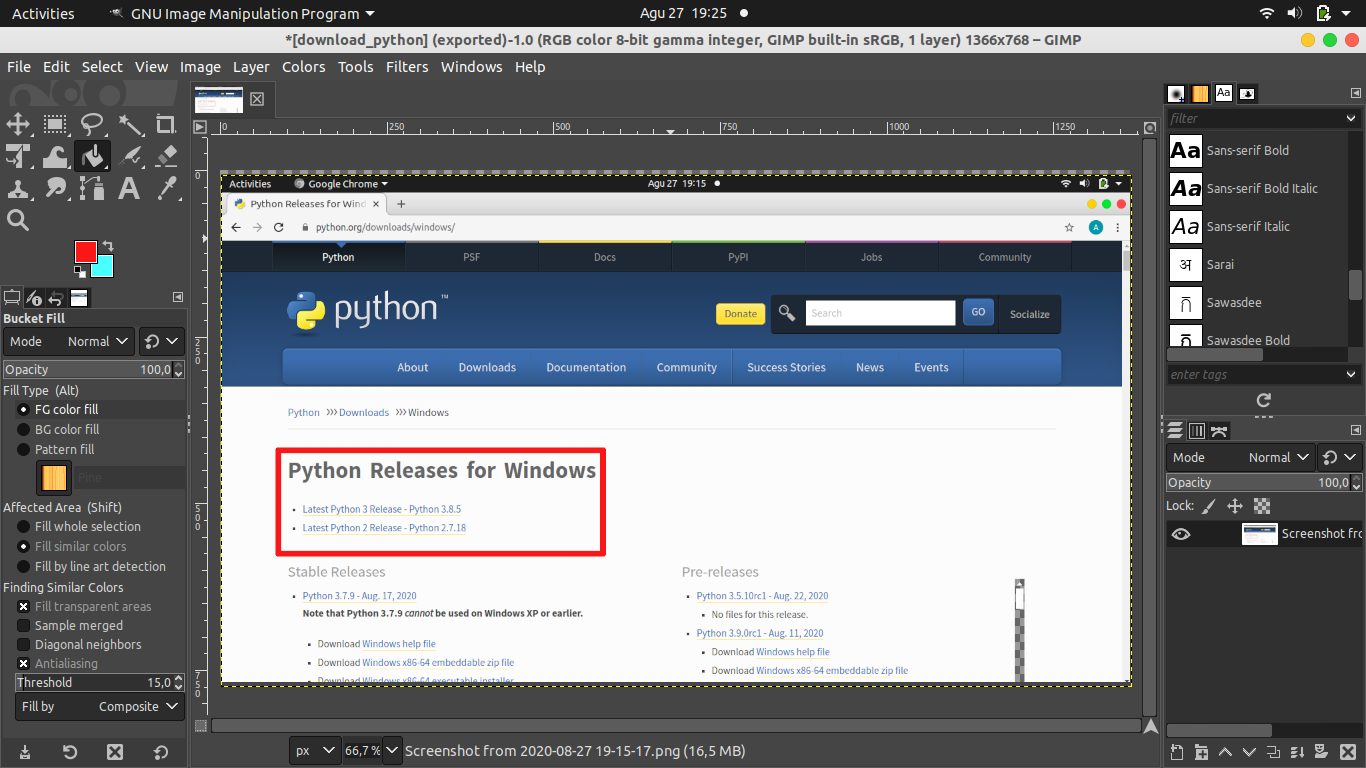 Activities GNU Image Manipulation Program Agu 27 19:25
*[download_python] (exported)-1.0 (RGB color 8-bit gamma integer, GIMP built-in sRGB, 1 layer) 1366x768 – GIMP
File Edit Select View Image Layer Colors Tools Filters Windows Help
Bucket Fill
Mode Normal
Opacity 100,0
Fill Type (Alt)
FG color fill
BG color fill
Pattern fill
Pine
Affected Area (Shift)
Fill whole selection
Fill similar colors
Fill by line art detection
Finding Similar Colors
Fill transparent areas
Sample merged
Diagonal neighbors
Antialiasing
Threshold 15,0
Fill by Composite
0 250 500 750 1000 1250
0
250
500
750
Activities Google Chrome Agu 27 19:15
Python Releases for Wind
python.org/downloads/windows/
A
Python PSF Docs PyPI Jobs Community
python™
Donate Search GO Socialize
About Downloads Documentation Community Success Stories News Events
Python >>> Downloads >>> Windows
Python Releases for Windows
Latest Python 3 Release - Python 3.8.5
Latest Python 2 Release - Python 2.7.18
Stable Releases
Python 3.7.9 - Aug. 17, 2020
Note that Python 3.7.9 cannot be used on Windows XP or earlier.
Download Windows help file
Download Windows x86-64 embeddable zip file
Download Windows x86-64 executable installer
Pre-releases
Python 3.5.10rc1 - Aug. 22, 2020
No files for this release.
Python 3.9.0rc1 - Aug. 11, 2020
Download Windows help file
Download Windows x86-64 embeddable zip file
px 66,7 % Screenshot from 2020-08-27 19-15-17.png (16,5 MB)
Aa
filter
Aa Sans-serif Bold
Aa Sans-serif Bold Italic
Aa Sans-serif Italic
अ Sarai
ก Sawasdee
ก Sawasdee Bold
enter tags
Mode Normal
Opacity 100,0
Lock:
Screenshot fro